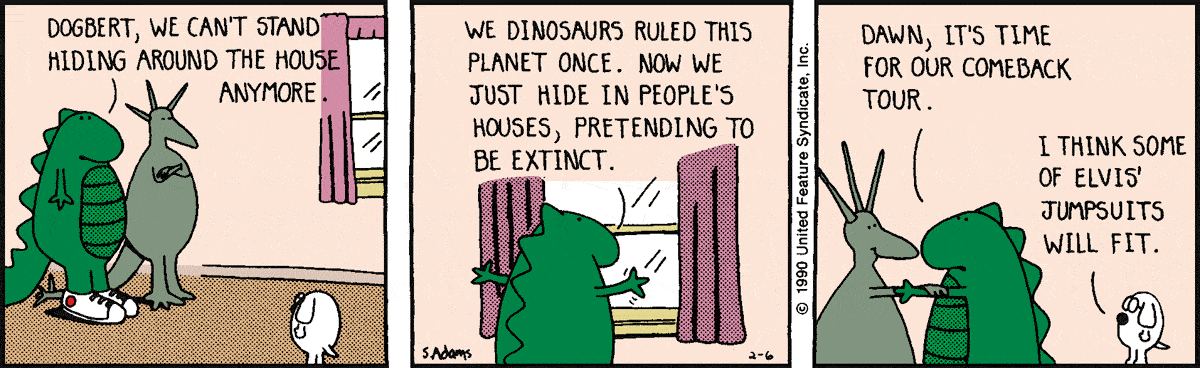 DOGBERT, WE CAN'T STAND
HIDING AROUND THE HOUSE
ANYMORE.
WE DINOSAURS RULED THIS
PLANET ONCE. NOW WE
JUST HIDE IN PEOPLE'S
HOUSES, PRETENDING TO
BE EXTINCT.
S.Adams
2-6
© 1990 United Feature Syndicate, Inc.
DAWN, IT'S TIME
FOR OUR COMEBACK
TOUR.
I THINK SOME
OF ELVIS'
JUMPSUITS
WILL FIT.